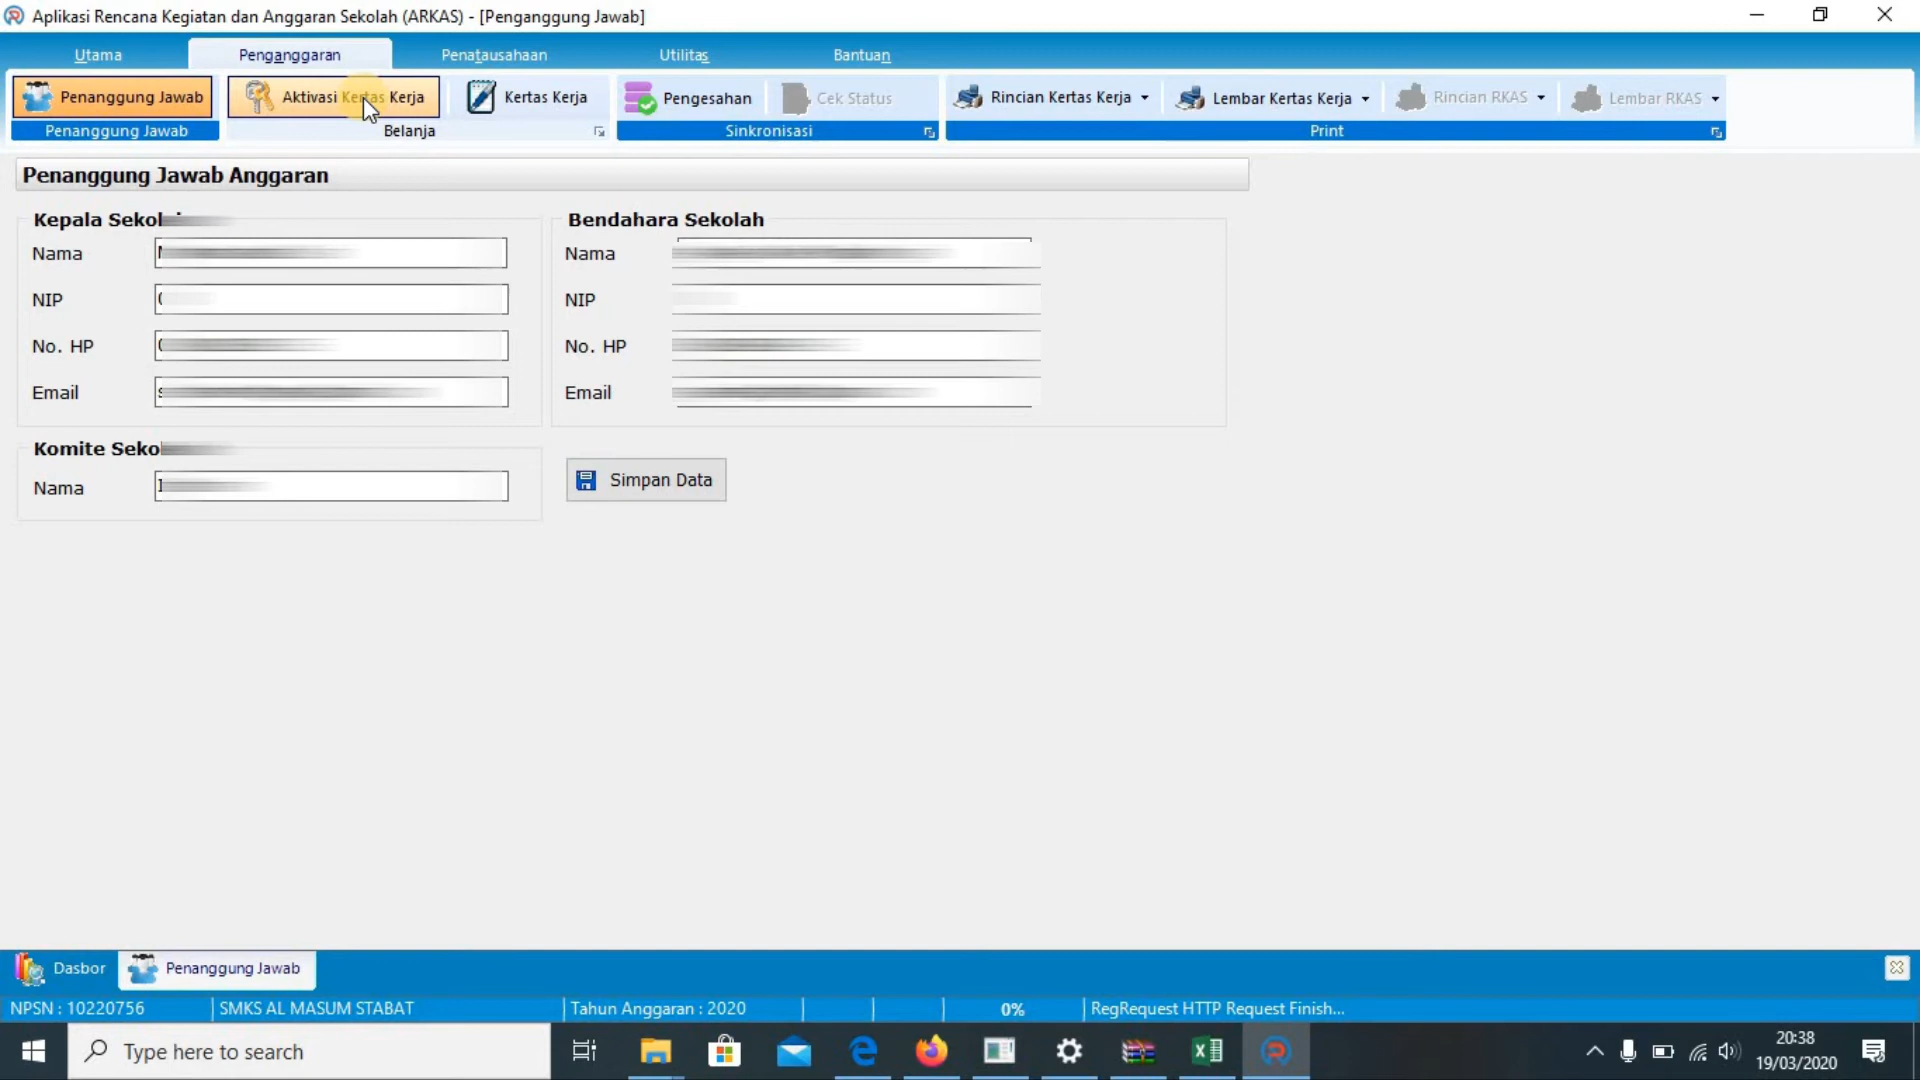 Aplikasi Rencana Kegiatan dan Anggaran Sekolah (ARKAS) - [Penganggung Jawab]
Utama Penganggaran Penatausahaan Utilitas Bantuan
Penanggung Jawab Aktivasi Kertas Kerja Kertas Kerja Pengesahan Cek Status Rincian Kertas Kerja Lembar Kertas Kerja Rincian RKAS Lembar RKAS
Penanggung Jawab Belanja Sinkronisasi Print
Penanggung Jawab Anggaran
Kepala Bendahara Sekolah
Nama Nama
NIP NIP
No. HP No. HP
Email Email
Komite
Nama
Simpan Data
Dasbor Penanggung Jawab
NPSN : 10220756 SMKS AL MASUM STABAT Tahun Anggaran : 2020 0% RegRequest HTTP Request Finish...
Type here to search
20:38
19/03/2020